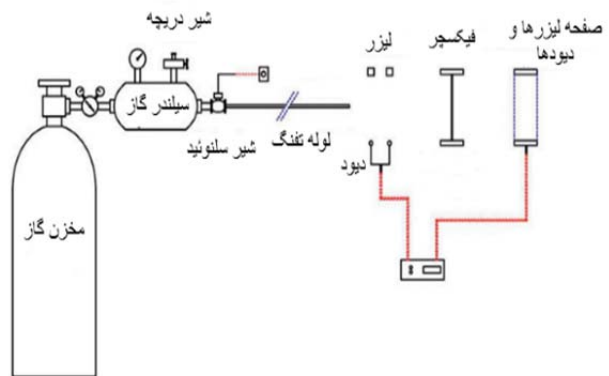 شیر دریچه
لیزر
فیکسچر
صفحه لیزرها و
دیودها
سیلندر گاز
شیر سلنوئید
لوله تفنگ
دیود
مخزن گاز